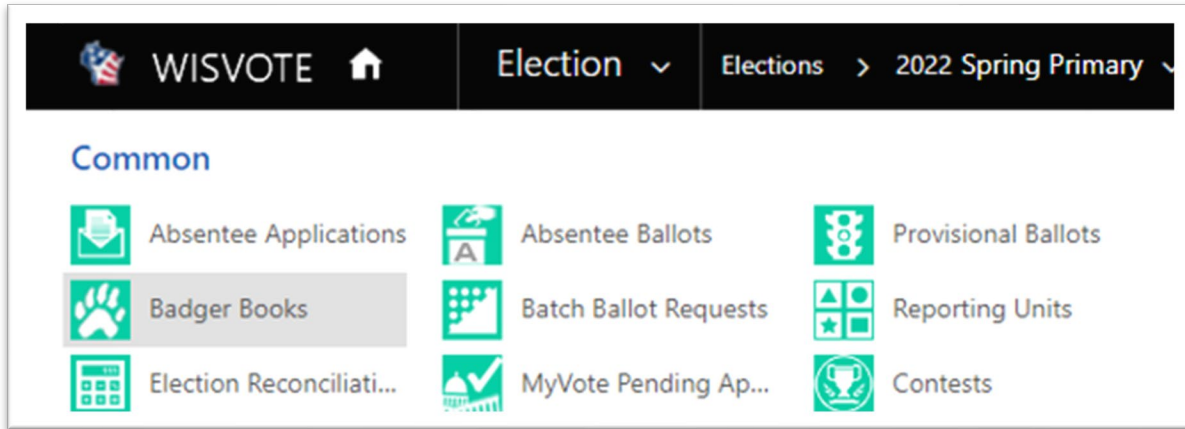 WISVOTE Election Elections > 2022 Spring Primary
Common
Absentee Applications Absentee Ballots Provisional Ballots
Badger Books Batch Ballot Requests Reporting Units
Election Reconciliati... MyVote Pending Ap... Contests
A